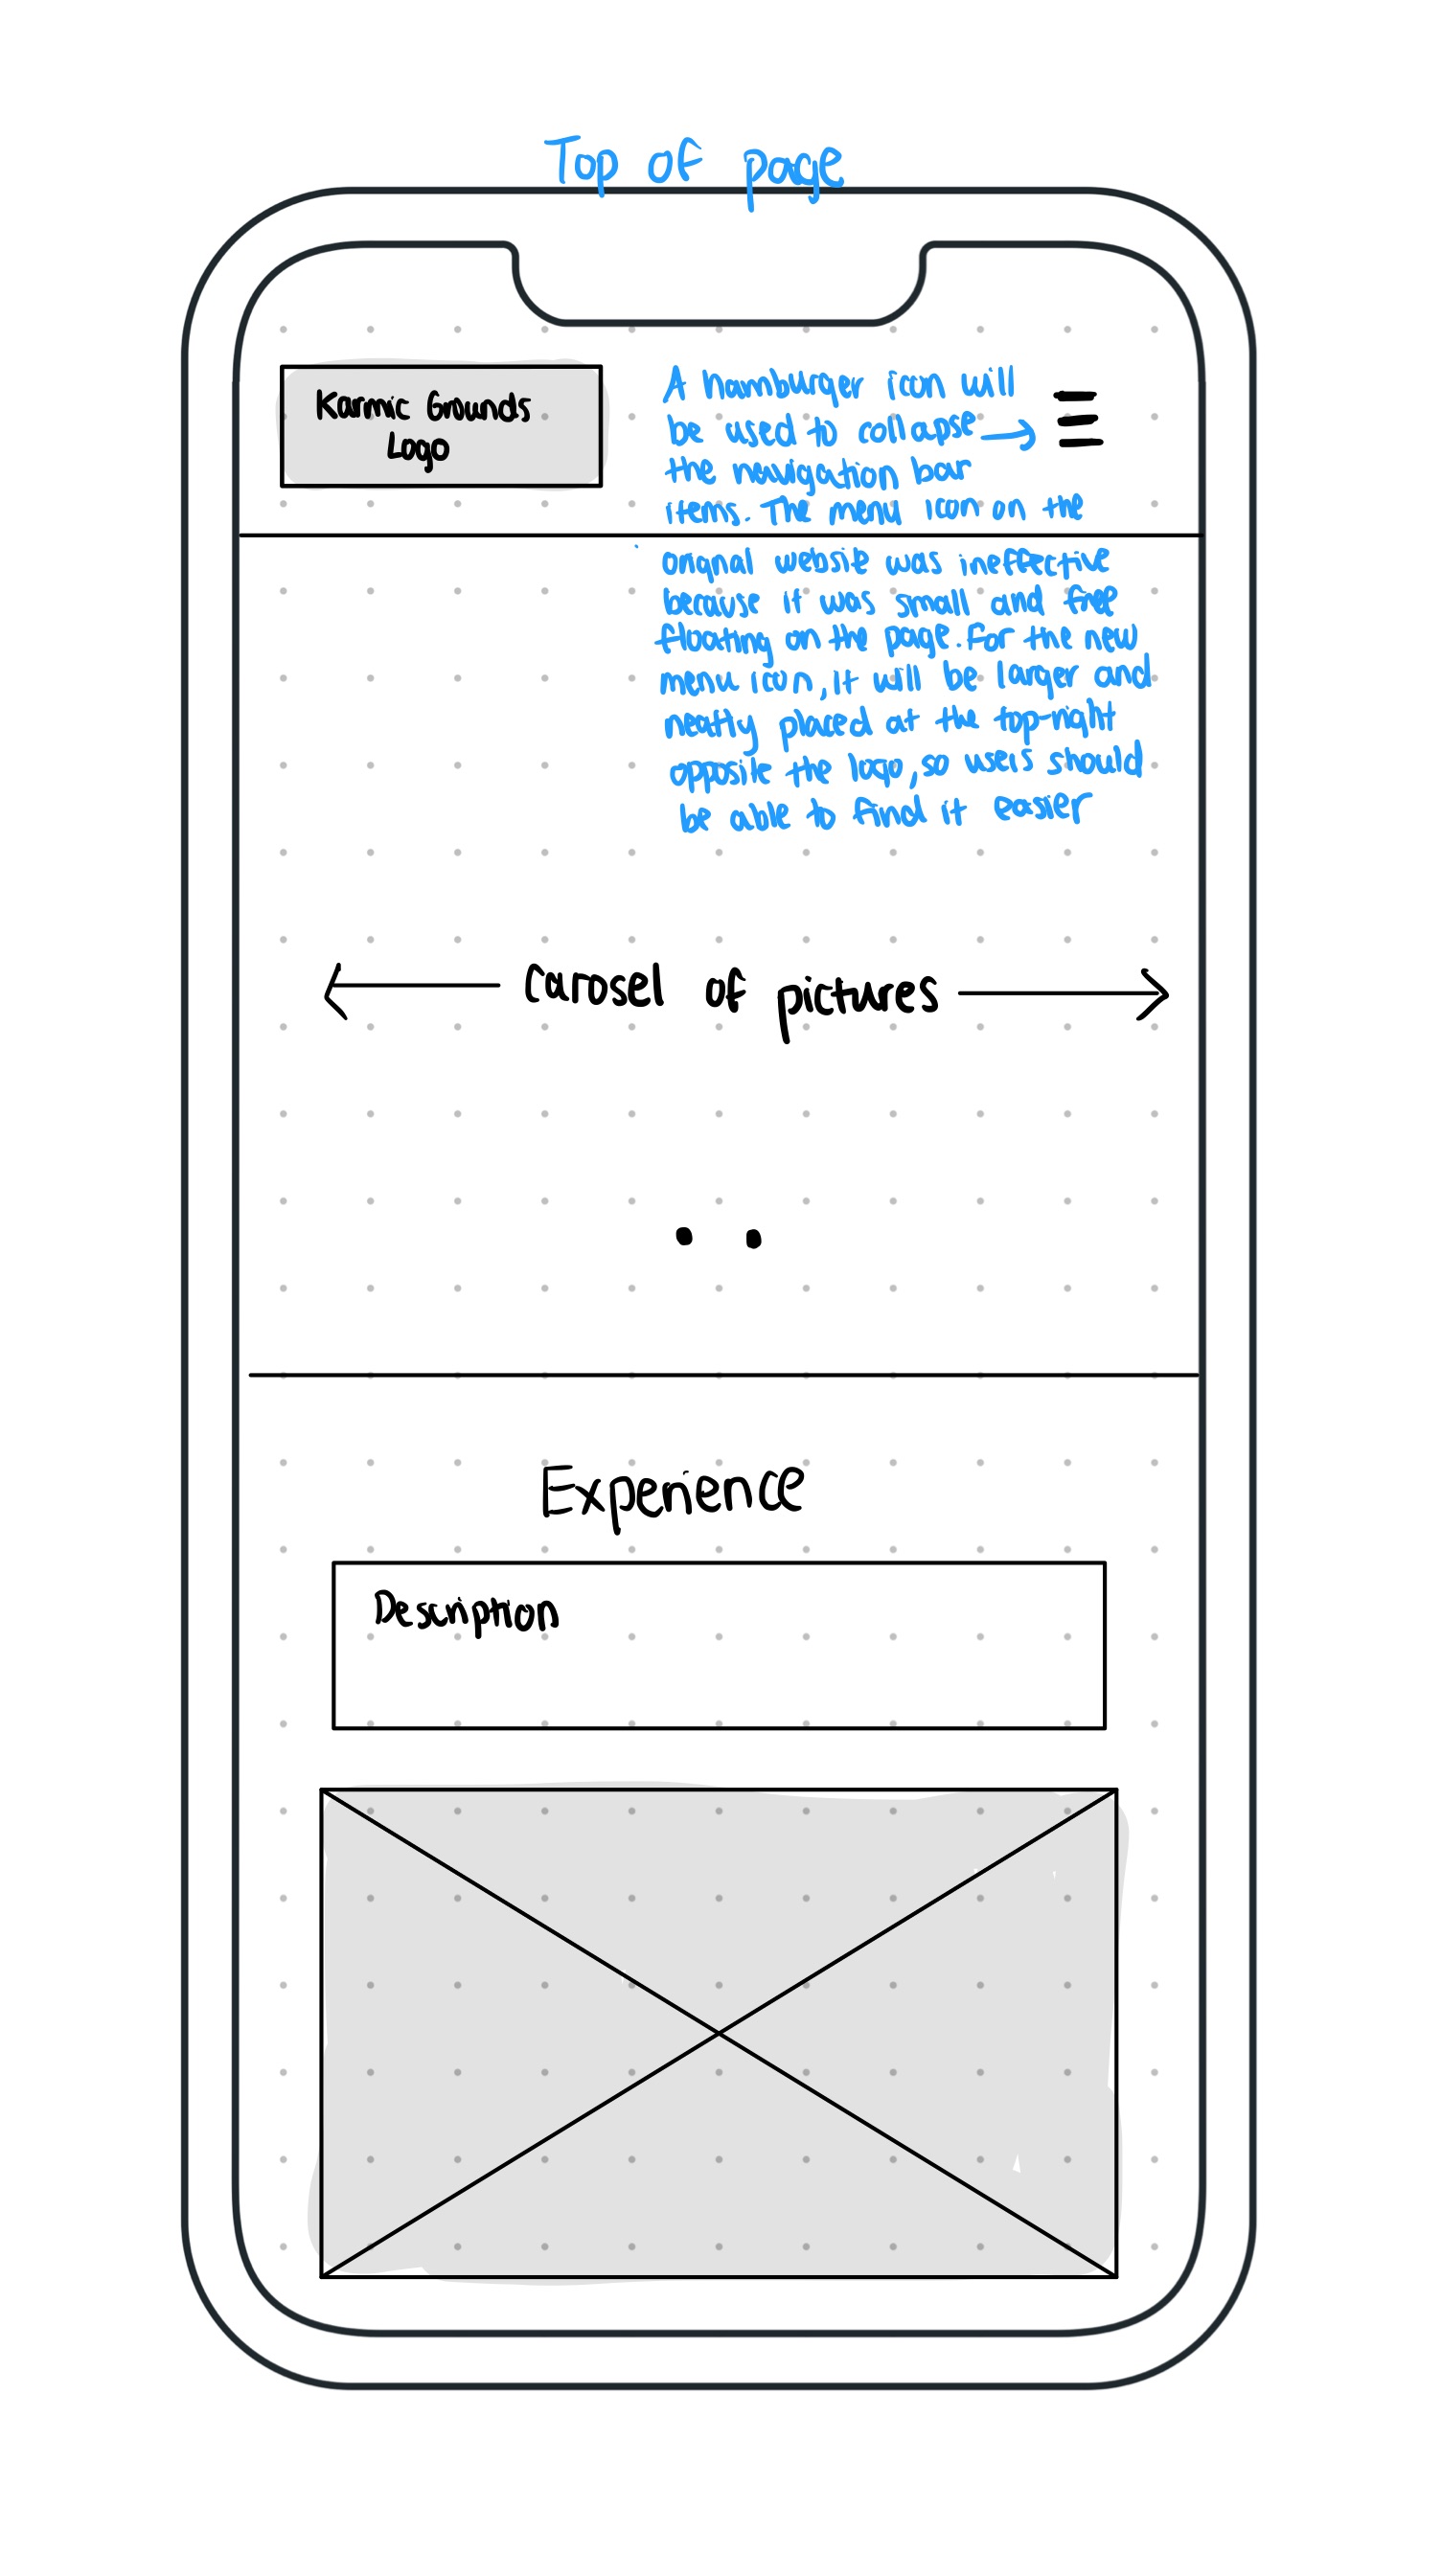 Top of page
Karmic Grounds
Logo
A hamburger icon will
be used to collapse
the navigation bar
items. The menu icon on the
orignal website was ineffective
because it was small and free
floating on the page. For the new
menu icon, it will be larger and
neatly placed at the top-right
opposite the logo, so users should
be able to find it easier
Carosel of pictures
Experience
Description